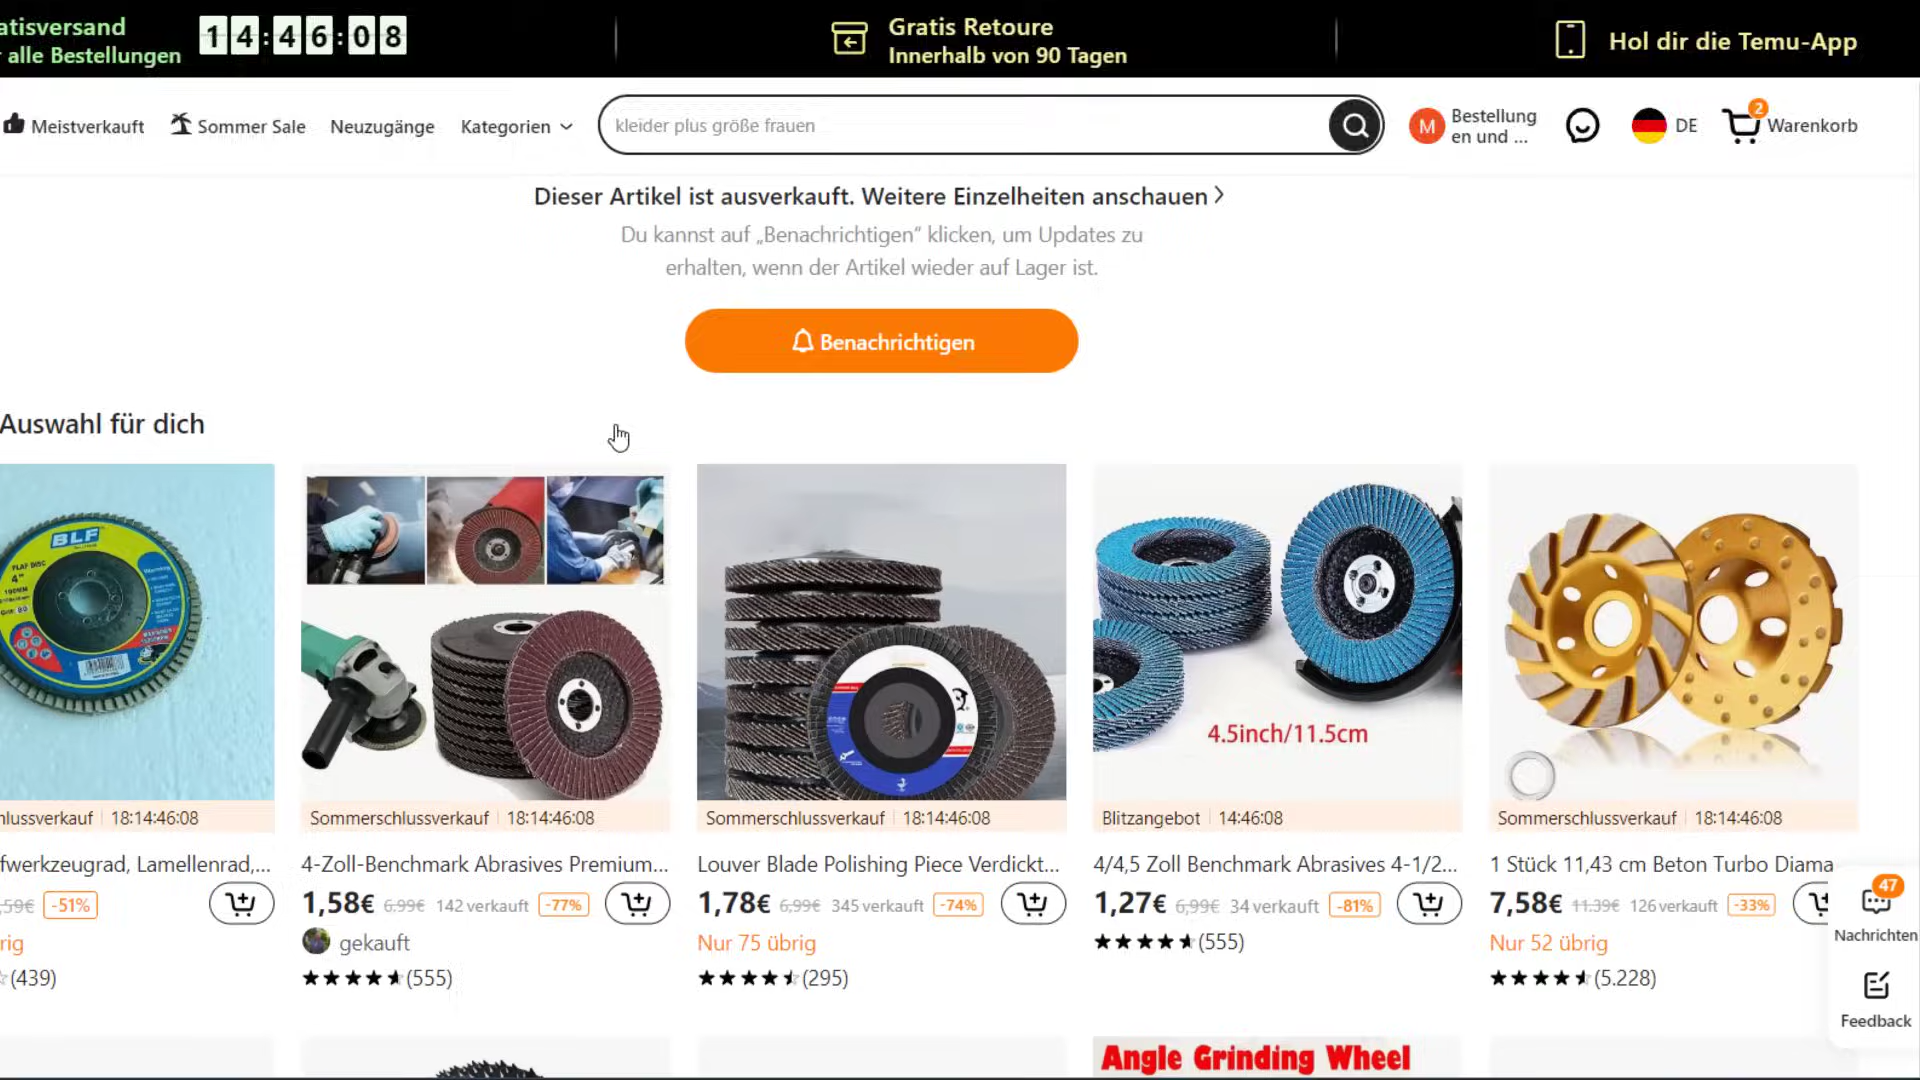 atisversand
alle Bestellungen
14:46:08
Gratis Retoure
Innerhalb von 90 Tagen
Hol dir die Temu-App
Meistverkauft
Sommer Sale
Neuzugänge
Kategorien
kleider plus größe frauen
M
Bestellung
en und ...
DE
2
Warenkorb
Dieser Artikel ist ausverkauft. Weitere Einzelheiten anschauen >
Du kannst auf „Benachrichtigen“ klicken, um Updates zu
erhalten, wenn der Artikel wieder auf Lager ist.
Benachrichtigen
Auswahl für dich
BLF
FLAP DISC
4"
100MM
4.5inch/11.5cm
hlussverkauf | 18:14:46:08
Sommerschlussverkauf | 18:14:46:08
Sommerschlussverkauf | 18:14:46:08
Blitzangebot | 14:46:08
Sommerschlussverkauf | 18:14:46:08
fwerkzeugrad, Lamellenrad,...
4-Zoll-Benchmark Abrasives Premium...
Louver Blade Polishing Piece Verdickt...
4/4,5 Zoll Benchmark Abrasives 4-1/2...
1 Stück 11,43 cm Beton Turbo Diama
,59€ -51%
1,58€ 6,99€ 142 verkauft -77%
1,78€ 6,99€ 345 verkauft -74%
1,27€ 6,99€ 34 verkauft -81%
7,58€ 11,39€ 126 verkauft -33%
rig
gekauft
Nur 75 übrig
(555)
Nur 52 übrig
(439)
(555)
(295)
(5.228)
47
Nachrichten
Feedback
Angle Grinding Wheel